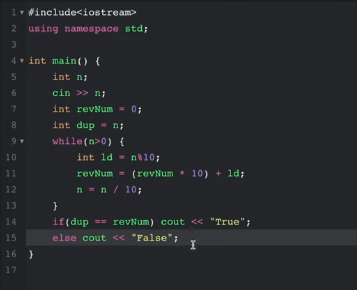 1 #include<iostream>
2 using namespace std;
3
4 int main() {
5     int n;
6     cin >> n;
7     int revNum = 0;
8     int dup = n;
9     while(n>0) {
10         int ld = n%10;
11         revNum = (revNum * 10) + ld;
12         n = n / 10;
13     }
14     if(dup == revNum) cout << "True";
15     else cout << "False";
16 }
17